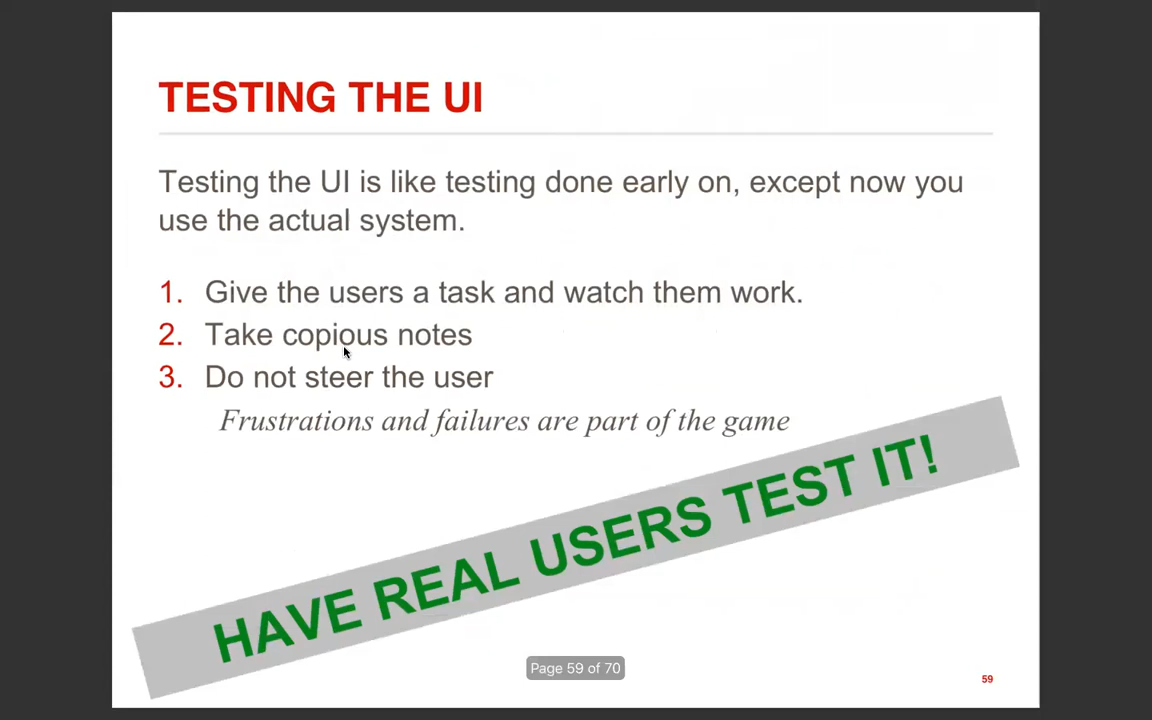 TESTING THE UI
Testing the UI is like testing done early on, except now you
use the actual system.
1. Give the users a task and watch them work.
2. Take copious notes
3. Do not steer the user
Frustrations and failures are part of the game
HAVE REAL USERS TEST IT!
Page 59 of 70
59